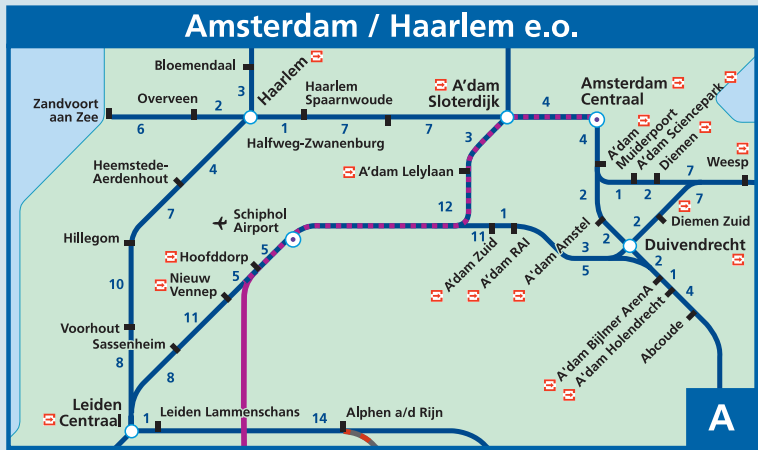 Amsterdam / Haarlem e.o.
Bloemendaal
Haarlem
3
Overveen
2
Haarlem
Spaarnwoude
A'dam
Sloterdijk
4
Amsterdam
Centraal
Zandvoort
aan Zee
6
1
7
7
Halfweg-Zwanenburg
3
4
A'dam
Muiderpoort
A'dam Sciencepark
Diemen
Weesp
7
1
2
7
Heemstede-
Aerdenhout
4
7
A'dam Lelylaan
12
2
Schiphol
Airport
5
1
11
A'dam Zuid
A'dam RAI
A'dam Amstel
3
5
2
2
Diemen Zuid
Duivendrecht
2
1
4
Hillegom
10
Hoofddorp
5
Nieuw
Vennep
11
Voorhout
Sassenheim
8
8
A'dam Bijlmer ArenA
A'dam Holendrecht
Abcoude
Leiden
Centraal
1
Leiden Lammenschans
14
Alphen a/d Rijn
A